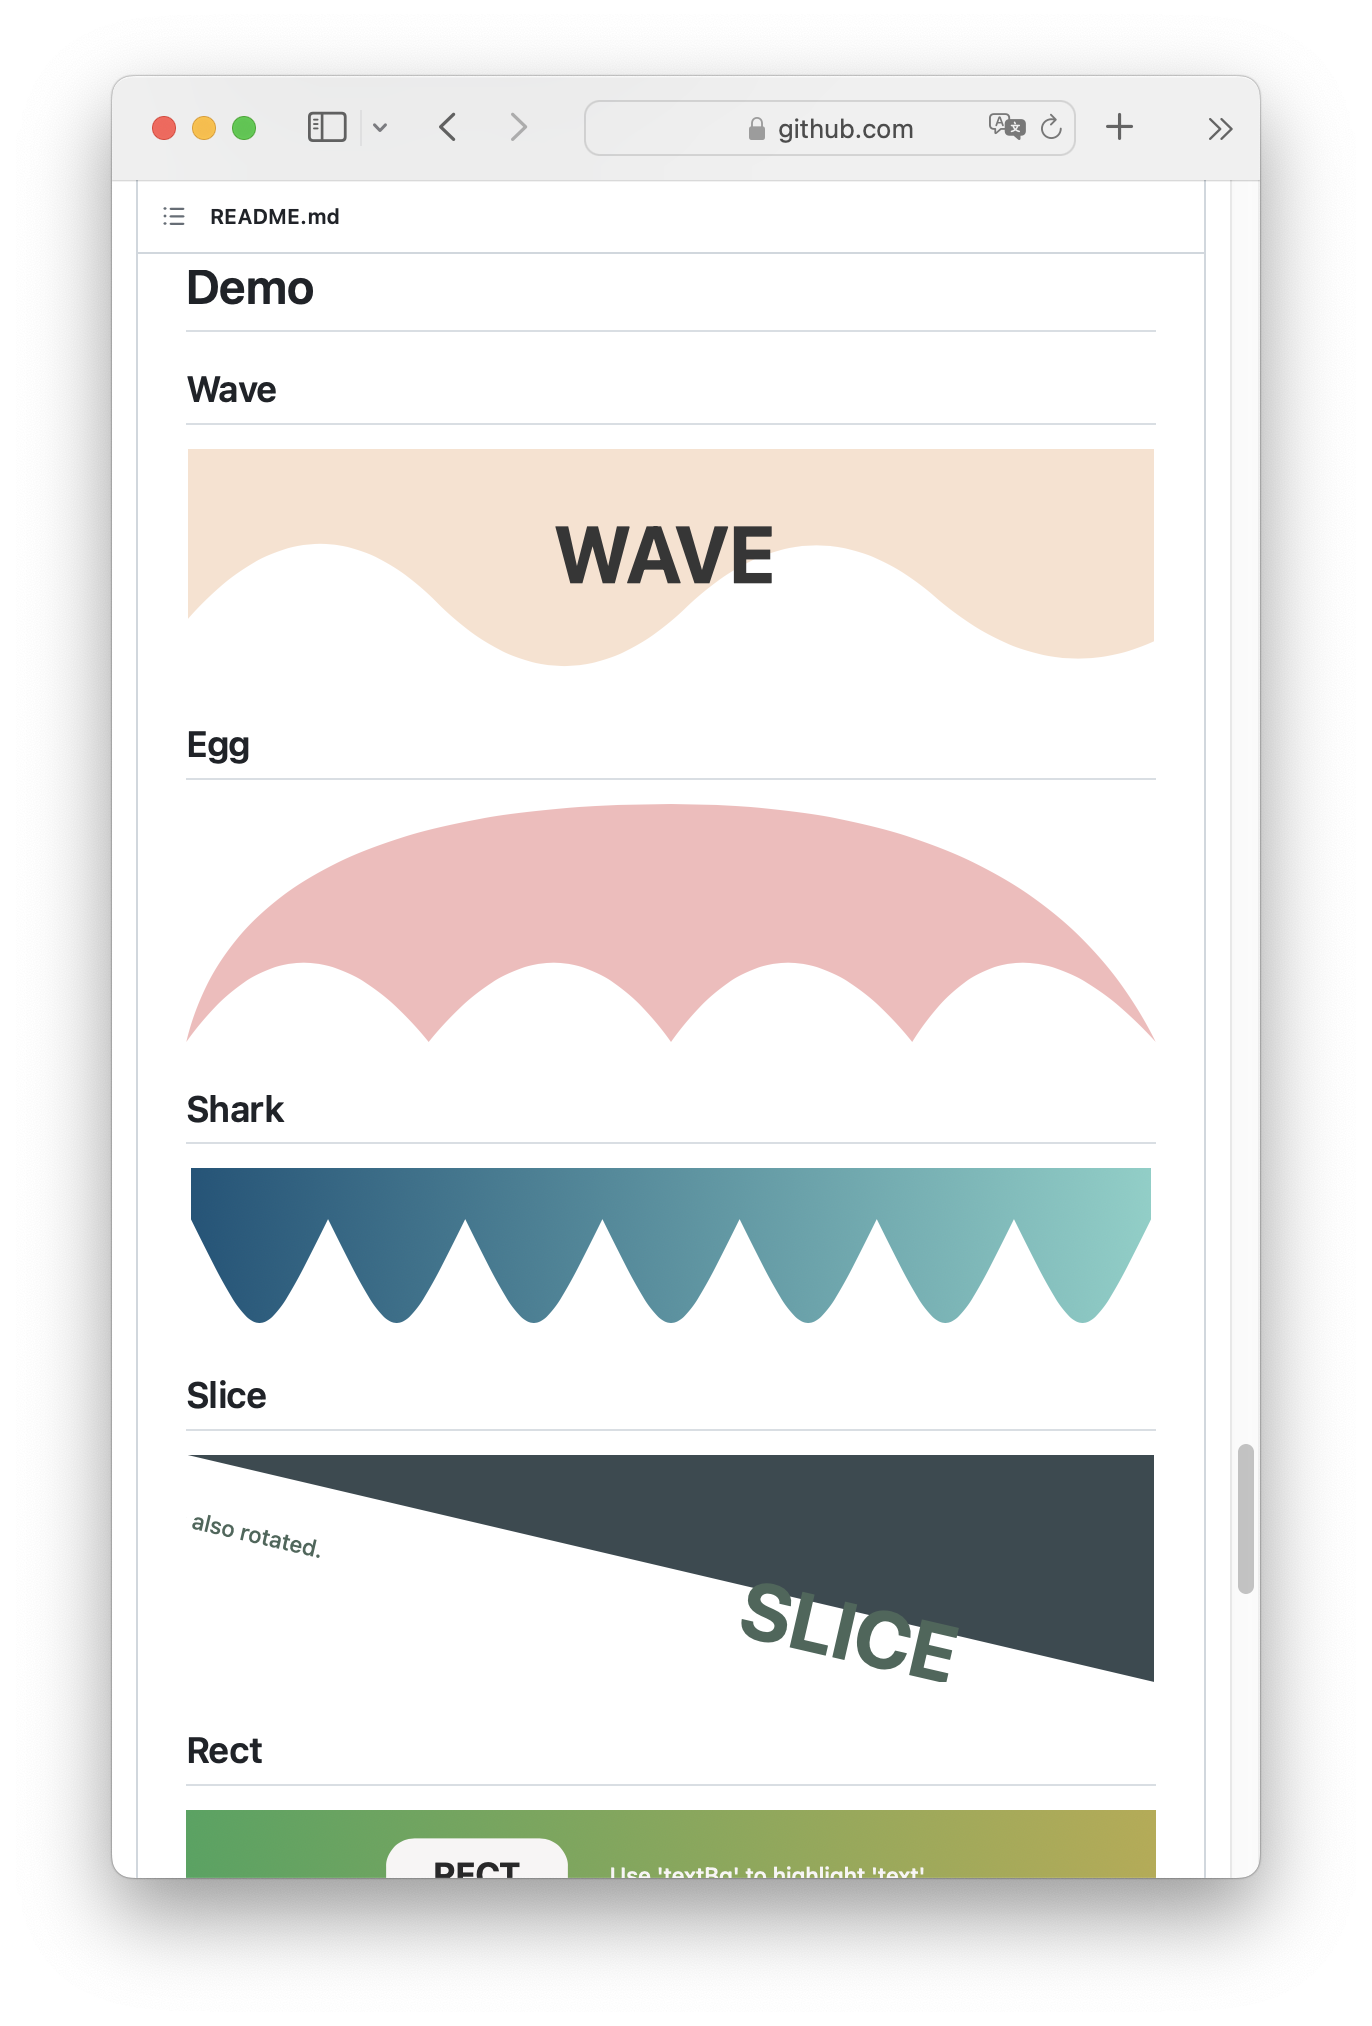 github.com
README.md
Demo
Wave
WAVE
Egg
Shark
Slice
also rotated.
SLICE
Rect
RECT
Use 'textBg' to highlight 'text'